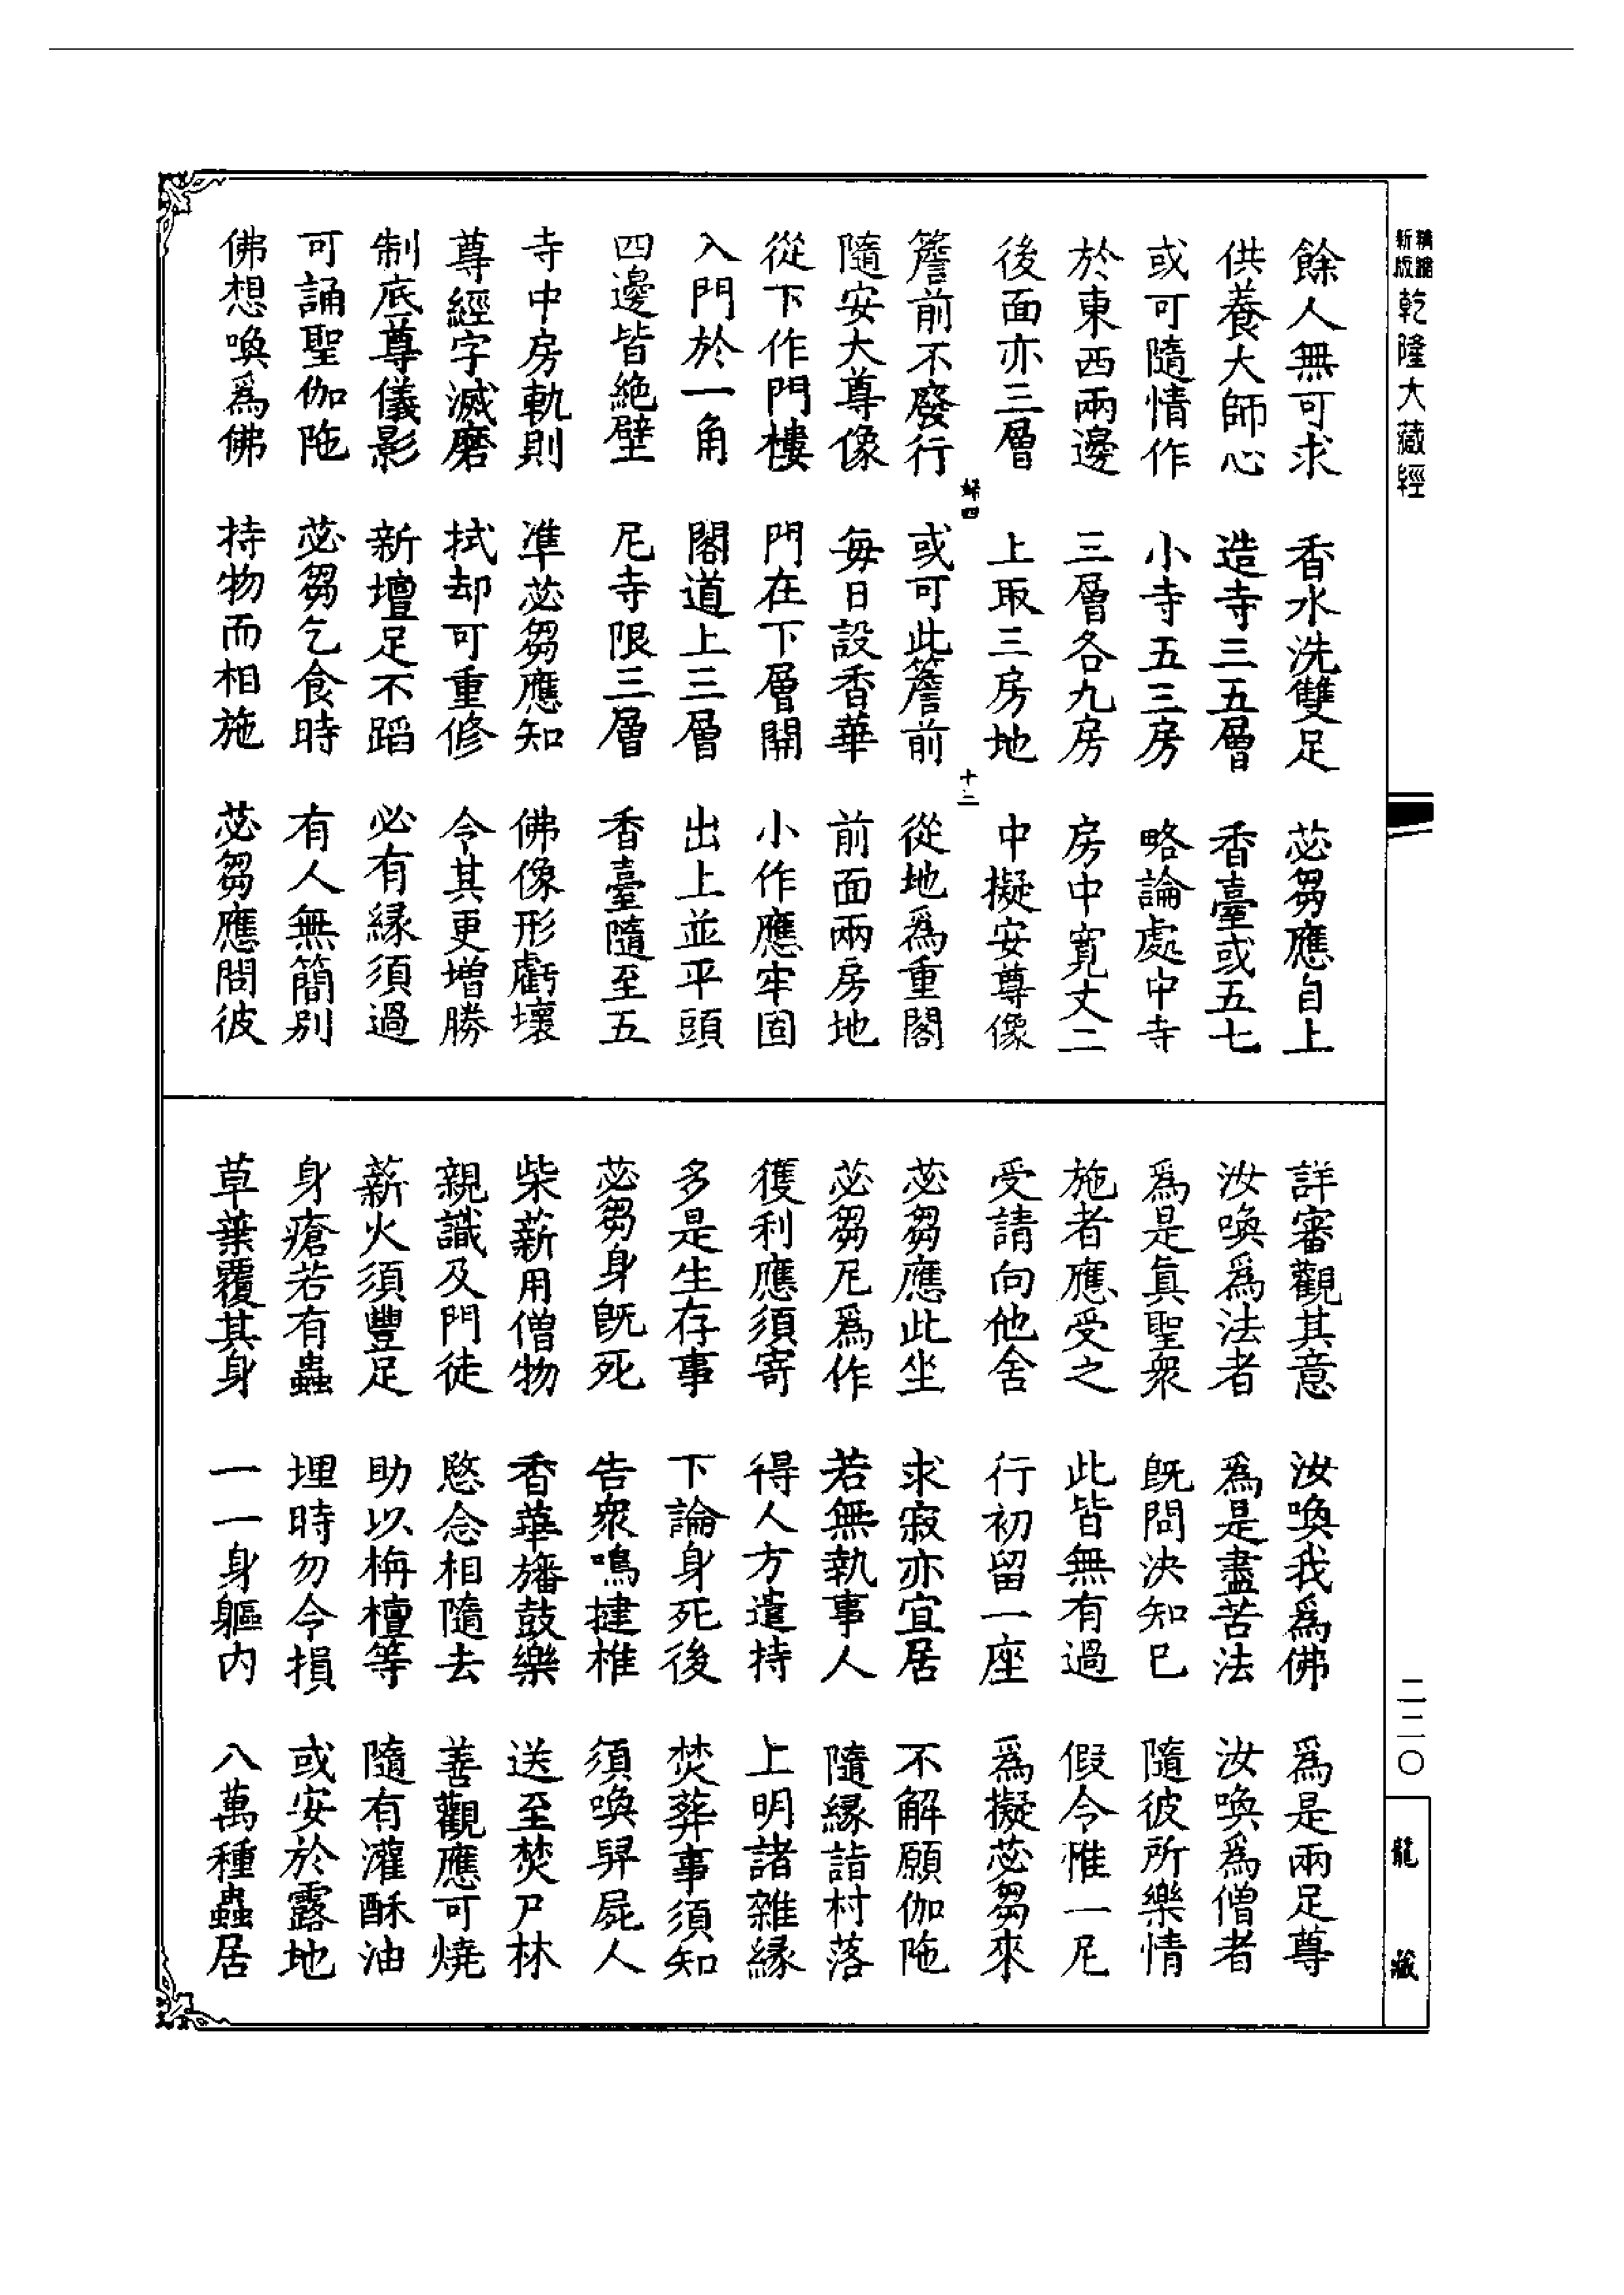 新版精縮乾隆大藏經
餘人無可求 香水洗雙足 苾芻應自上
供養大師心 造寺三五層 香臺或五七
或可隨情作 小寺五三房 略論處中寺
於東西兩邊 三層各九房 房中寬丈二
後面亦三層 上取三房地 中擬安尊像
歸四 十二
簷前不廢行 或可此簷前 從地爲重閣
隨安大尊像 每日設香華 前面兩房地
從下作門樓 門在下層開 小作應牢固
入門於一角 閣道上三層 出上並平頭
四邊皆絶壁 尼寺限三層 香臺隨至五
寺中房軌則 準苾芻應知 佛像形虧壞
尊經字滅磨 拭却可重修 令其更增勝
制底尊儀影 新壇足不蹈 必有縁須過
可誦聖伽陁 苾芻乞食時 有人無簡別
佛想喚爲佛 持物而相施 苾芻應問彼
詳審觀其意 汝喚我爲佛 爲是兩足尊
汝喚爲法者 爲是盡苦法 汝喚爲僧者
爲是眞聖衆 旣問決知已 隨彼所樂情
施者應受之 此皆無有過 假令惟一尼
受請向他舍 行初留一座 爲擬苾芻來
苾芻應此坐 求寂亦宜居 不解願伽陁
苾芻尼爲作 若無執事人 隨縁詣村落
獲利應須寄 得人方遣持 上明諸雜縁
多是生存事 下論身死後 焚葬事須知
苾芻身旣死 告衆鳴揵椎 須喚舁屍人
柴薪用僧物 香華旛鼓樂 送至焚尸林
親識及門徒 愍念相隨去 善觀應可燒
薪火須豐足 助以栴檀等 隨有灌酥油
身瘡若有蟲 埋時勿令損 或安於露地
草葉覆其身 一一身軀内 八萬種蟲居
二二〇
龍藏